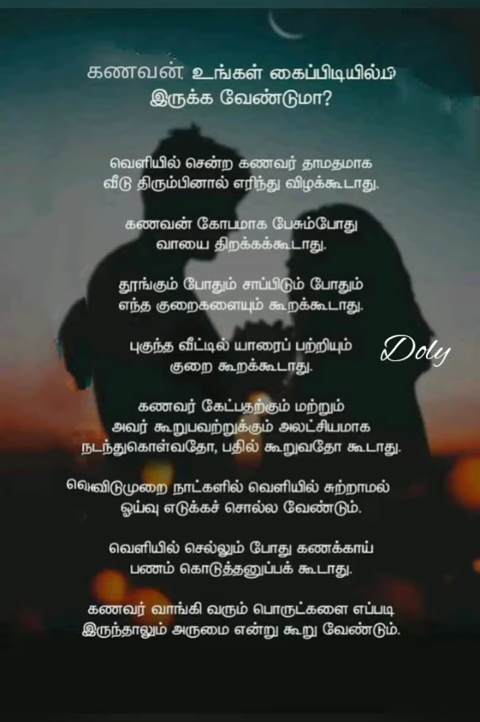 கணவன் உங்கள் கைப்பிடியில்
இருக்க வேண்டுமா?
வெளியில் சென்ற கணவர் தாமதமாக
வீடு திரும்பினால் எரிந்து விழக்கூடாது.
கணவன் கோபமாக பேசும்போது
வாயை திறக்கக்கூடாது.
தூங்கும் போதும் சாப்பிடும் போதும்
எந்த குறைகளையும் கூறக்கூடாது.
புகுந்த வீட்டில் யாரைப் பற்றியும்
குறை கூறக்கூடாது.
Doly
கணவர் கேட்பதற்கும் மற்றும்
அவர் கூறுபவற்றுக்கும் அலட்சியமாக
நடந்துகொள்வதோ, பதில் கூறுவதோ கூடாது.
விடுமுறை நாட்களில் வெளியில் சுற்றாமல்
ஓய்வு எடுக்கச் சொல்ல வேண்டும்.
வெளியில் செல்லும் போது கணக்காய்
பணம் கொடுத்தனுப்பக் கூடாது.
கணவர் வாங்கி வரும் பொருட்களை எப்படி
இருந்தாலும் அருமை என்று கூறு வேண்டும்.